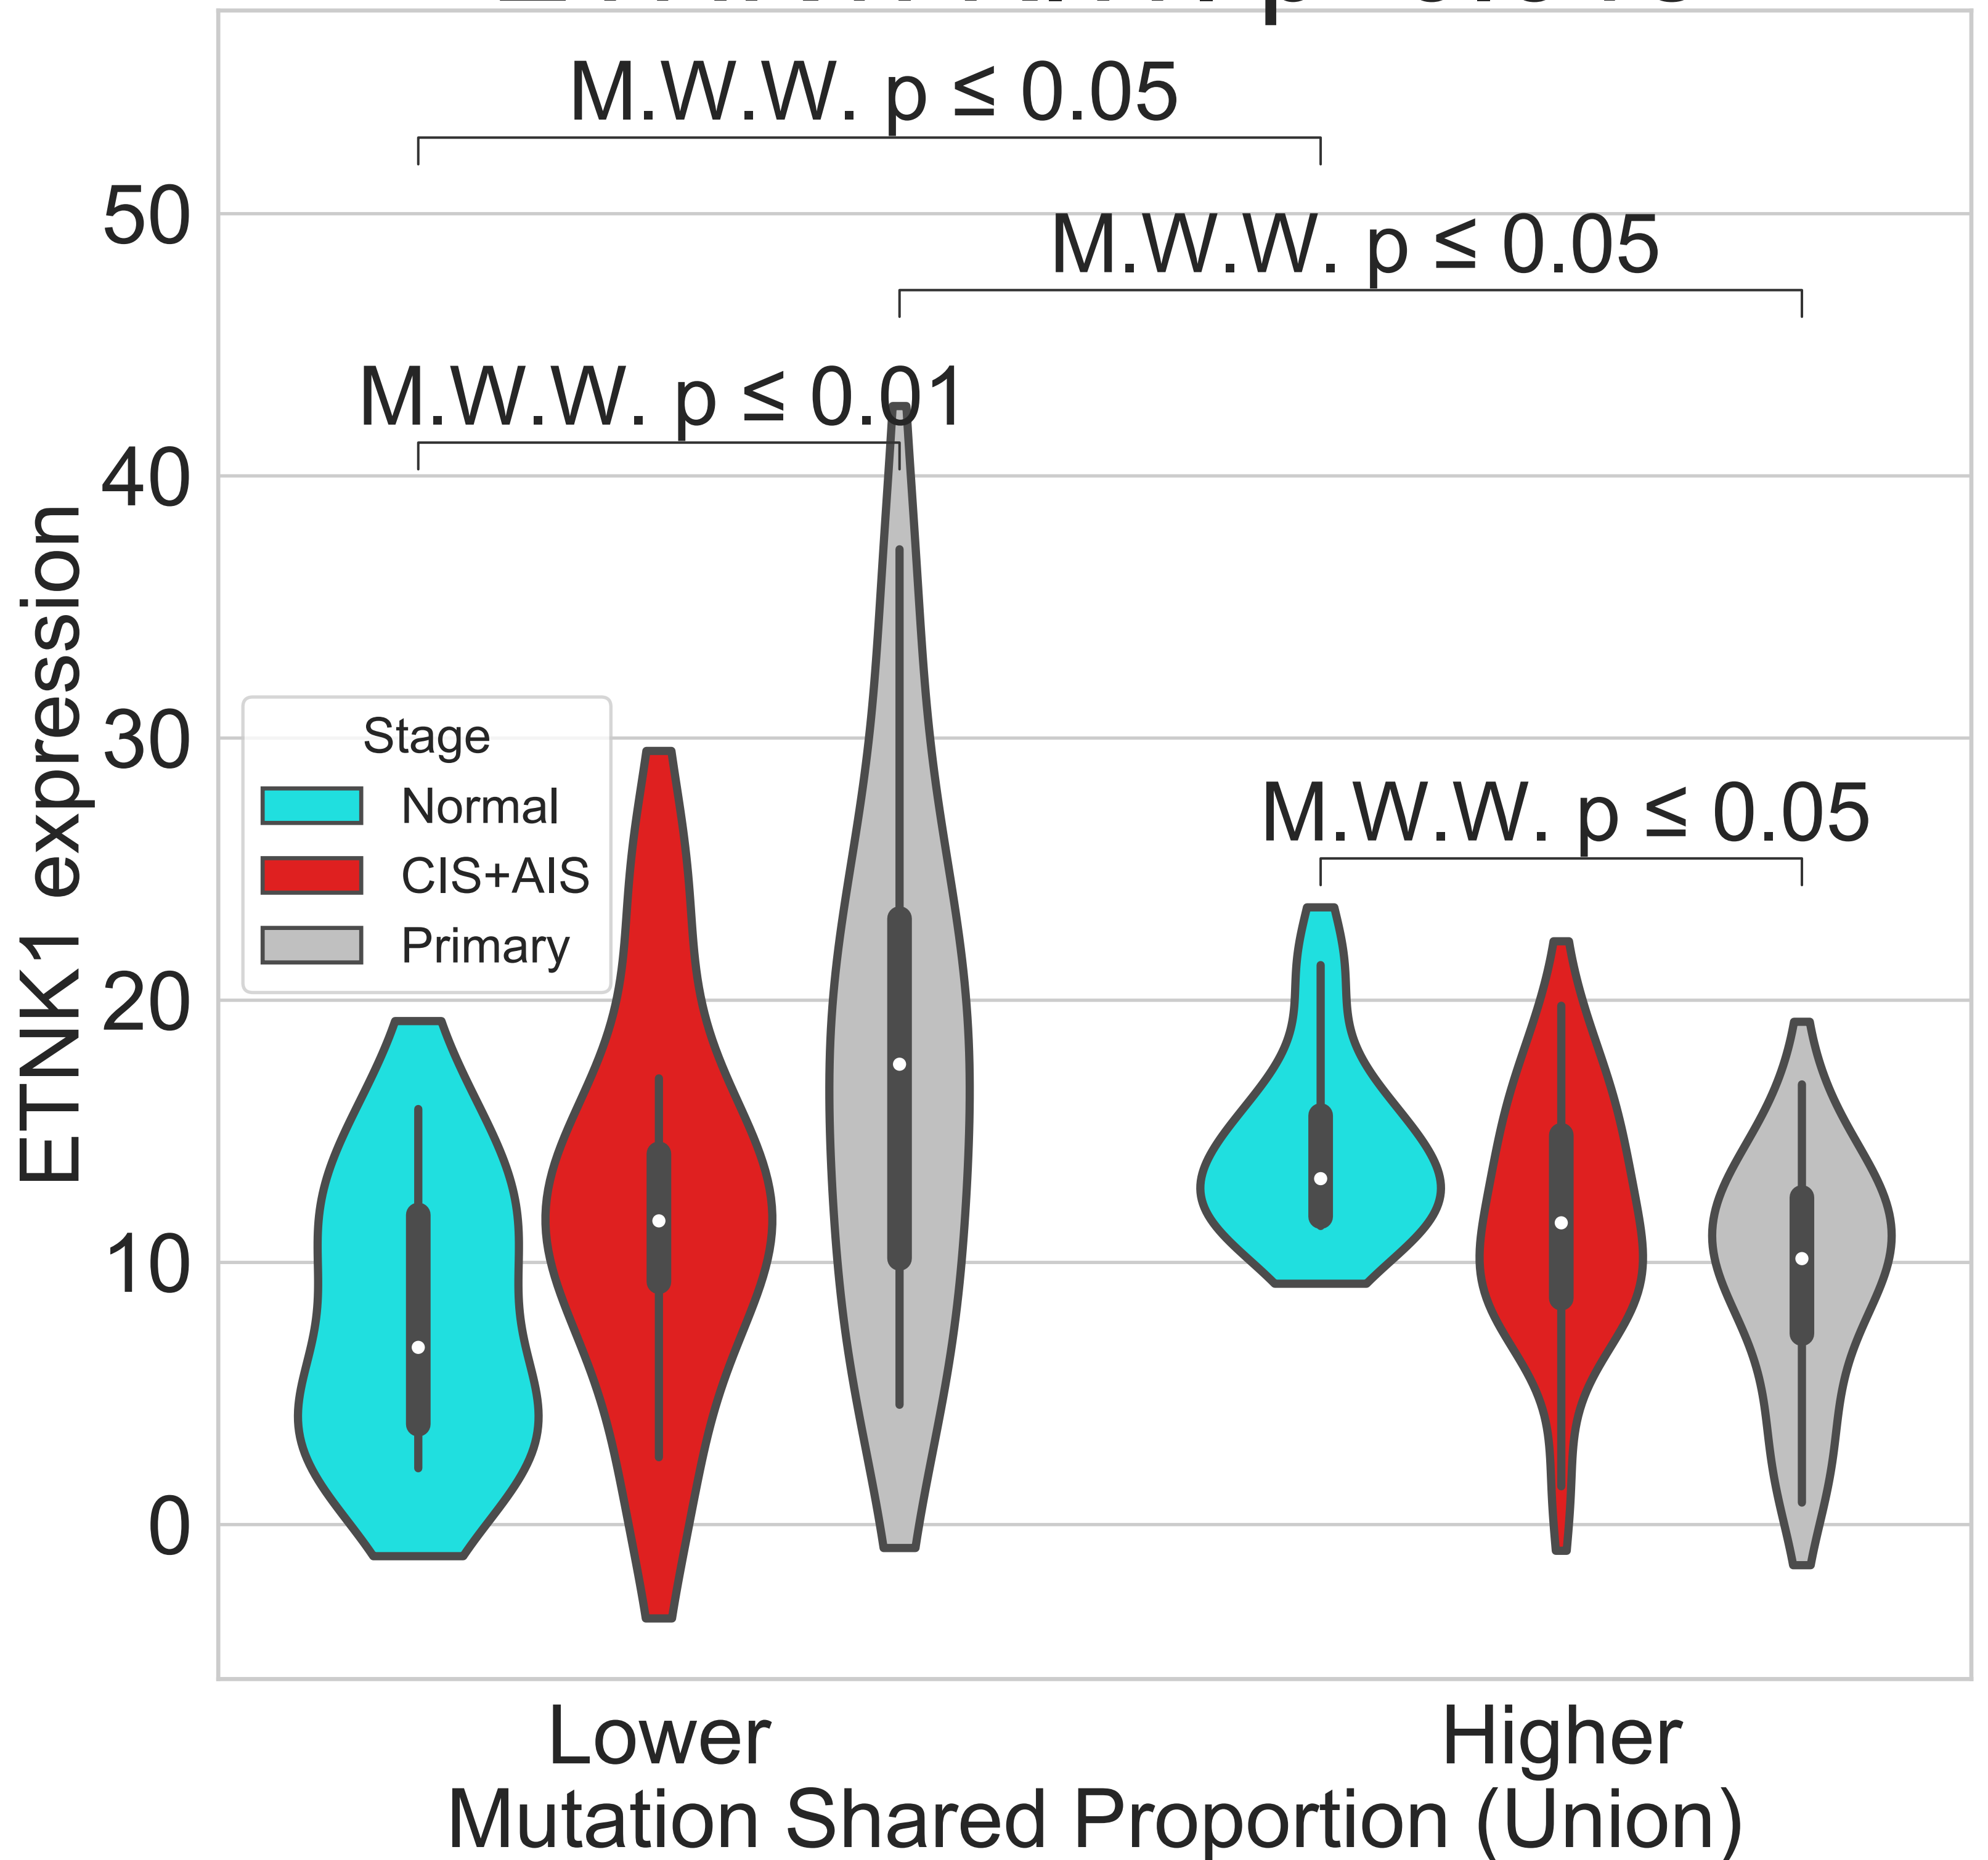 M.W.W. p ≤ 0.05
50
M.W.W. p ≤ 0.05
M.W.W. p ≤ 0.01
40
ETNK1 expression
30
Stage
Normal
CIS+AIS
Primary
M.W.W. p ≤ 0.05
20
10
0
Lower
Higher
Mutation Shared Proportion (Union)